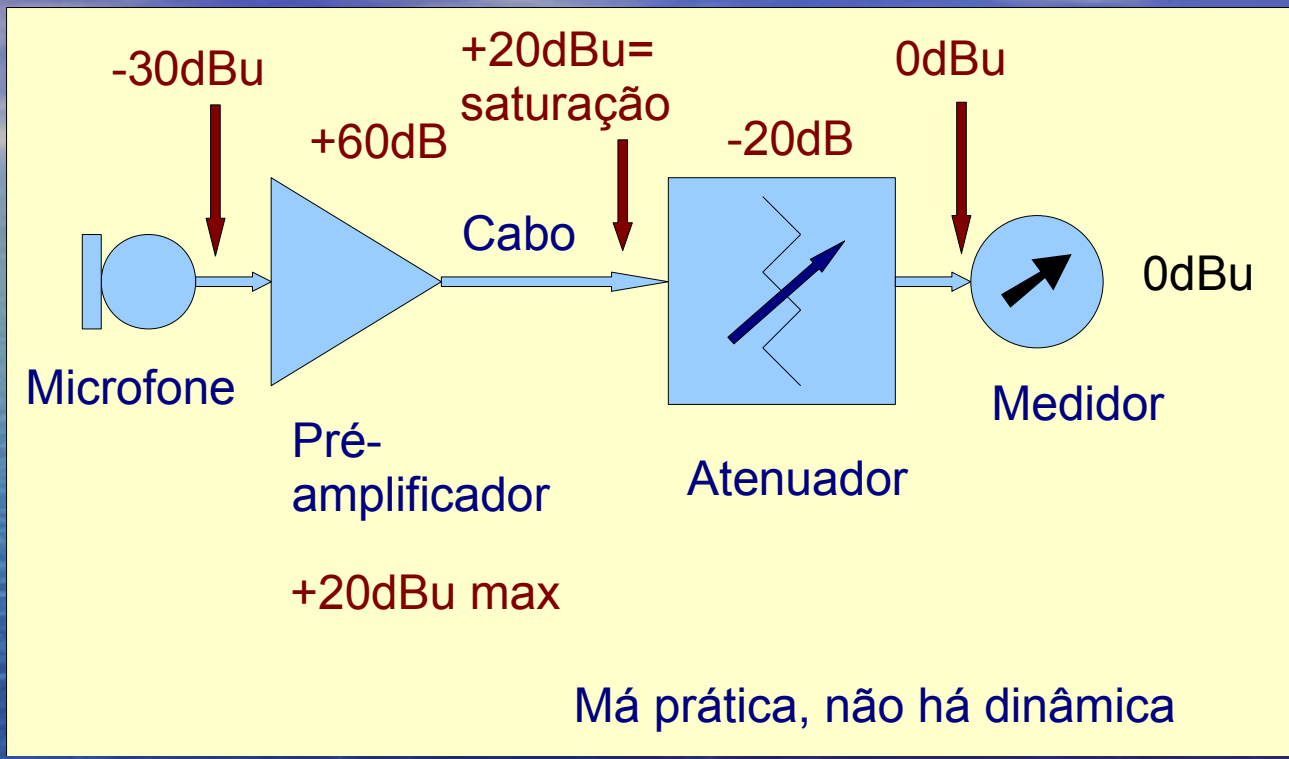 -30dBu
+60dB
+20dBu=
saturação
-20dB
0dBu
Cabo
0dBu
Microfone
Pré-
amplificador
Atenuador
Medidor
+20dBu max
Má prática, não há dinâmica